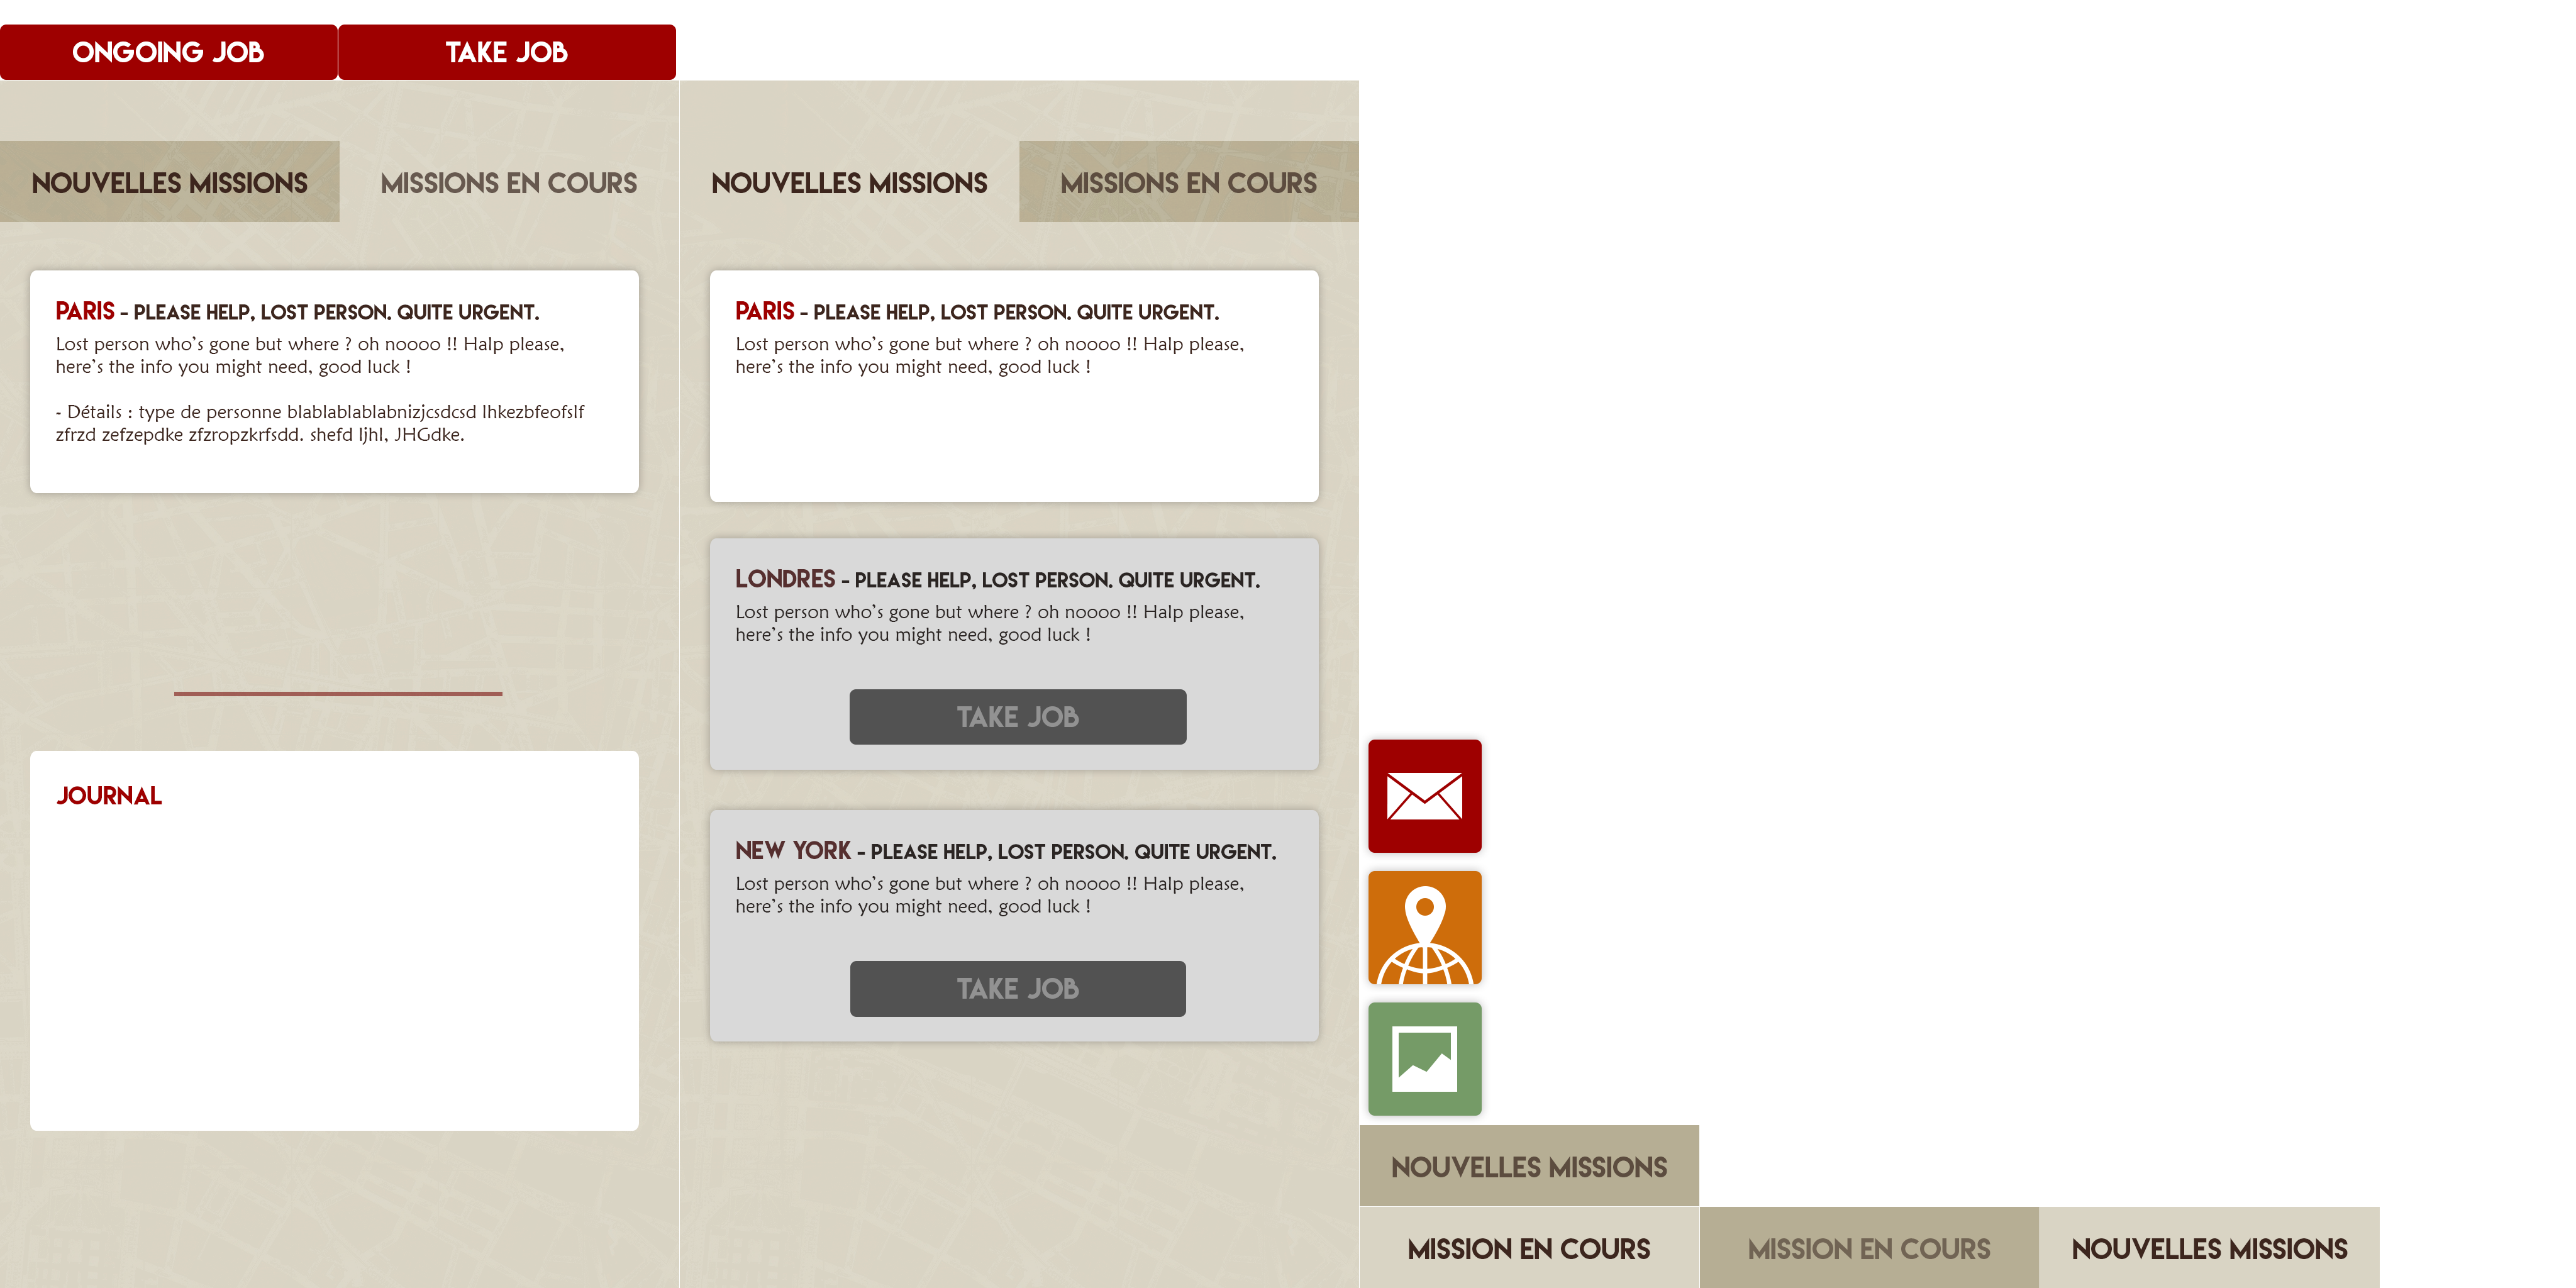 ONGOING JOB
TAKE JOB
NOUVELLES MISSIONS
MISSIONS EN COURS
PARIS - PLEASE HELP, LOST PERSON. QUITE URGENT.
Lost person who's gone but where ? oh noooo !! Halp please,
here's the info you might need, good luck !
- Détails : type de personne blablablablabnizjcsdcsd lhkezbfeofslf
zfrzd zefzepdke zfzropzkrfsdd. shefd ljhl, JHGdke.
JOURNAL
NOUVELLES MISSIONS
MISSIONS EN COURS
PARIS - PLEASE HELP, LOST PERSON. QUITE URGENT.
Lost person who's gone but where ? oh noooo !! Halp please,
here's the info you might need, good luck !
LONDRES - PLEASE HELP, LOST PERSON. QUITE URGENT.
Lost person who's gone but where ? oh noooo !! Halp please,
here's the info you might need, good luck !
TAKE JOB
NEW YORK - PLEASE HELP, LOST PERSON. QUITE URGENT.
Lost person who's gone but where ? oh noooo !! Halp please,
here's the info you might need, good luck !
TAKE JOB
NOUVELLES MISSIONS
MISSION EN COURS
MISSION EN COURS
NOUVELLES MISSIONS